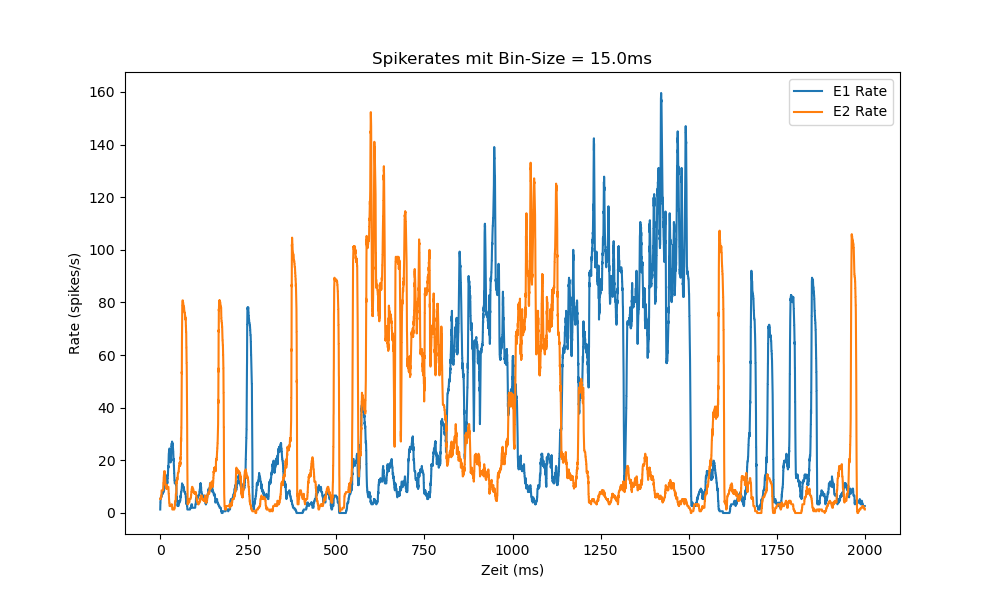 Spikerates mit Bin-Size = 15.0ms
E1 Rate
E2 Rate
160
140
120
100
80
60
40
20
0
Rate (spikes/s)
0 250 500 750 1000 1250 1500 1750 2000
Zeit (ms)